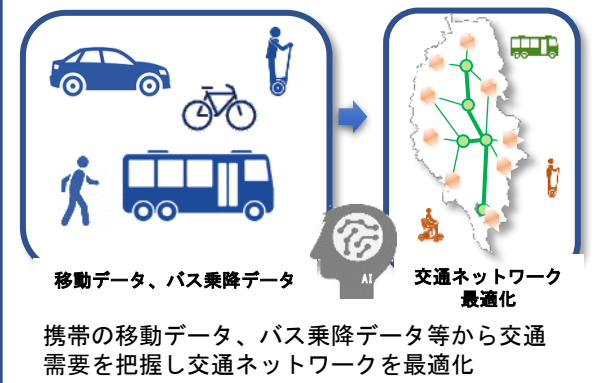 移動データ、バス乗降データ
AI
交通ネットワーク
最適化
携帯の移動データ、バス乗降データ等から交通
需要を把握し交通ネットワークを最適化